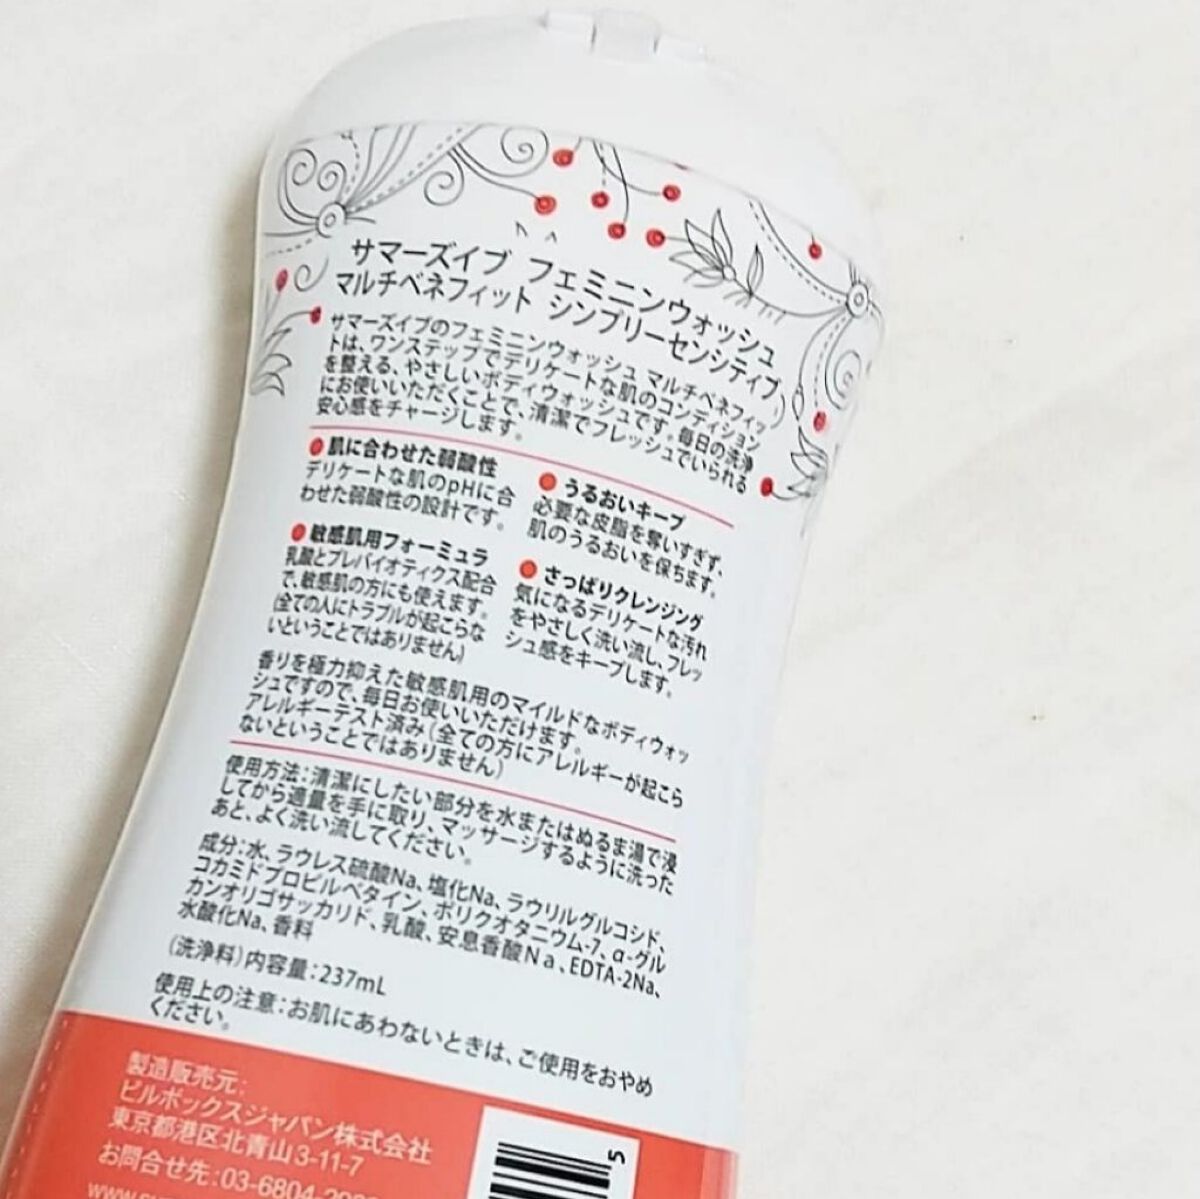 サマーズイブ フェミニンウォッシュ
マルチベネフィット シンプリーセンシティブ
サマーズイブのフェミニンウォッシュ マルチベネフィッ
トは、ワンステップでデリケートな肌のコンディション
を整える、やさしいボディウォッシュです。毎日の洗浄
にお使いいただくことで、清潔でフレッシュでいられる
安心感をチャージします。
●肌に合わせた弱酸性
デリケートな肌のpHに合
わせた弱酸性の設計です。
●うるおいキープ
必要な皮脂を奪いすぎず、
肌のうるおいを保ちます。
●敏感肌用フォーミュラ
乳酸とプレバイオティクス配合
で、敏感肌の方にも使えます。
(全ての人にトラブルが起こらな
いということではありません)
●さっぱりクレンジング
気になるデリケートな汚れ
をやさしく洗い流し、フレッ
シュ感をキープします。
香りを極力抑えた敏感肌用のマイルドなボディウォッ
シュですので、毎日お使いいただけます。
アレルギーテスト済み(全ての方にアレルギーが起こら
ないということではありません)
使用方法:清潔にしたい部分を水またはぬるま湯で浸
してから適量を手に取り、マッサージするように洗った
あと、よく洗い流してください。
成分:水、ラウレス硫酸Na、塩化Na、ラウリルグルコシド、
コカミドプロピルベタイン、ポリクオタニウム-7、α-グル
カンオリゴサッカリド、乳酸、安息香酸Na、EDTA-2Na、
水酸化Na、香料
(洗浄料)内容量:237mL
使用上の注意:お肌にあわないときは、ご使用をおやめ
ください。
製造販売元:
ピルボックスジャパン株式会社
東京都港区北青山3-11-7
お問合せ先:03-6804-
5